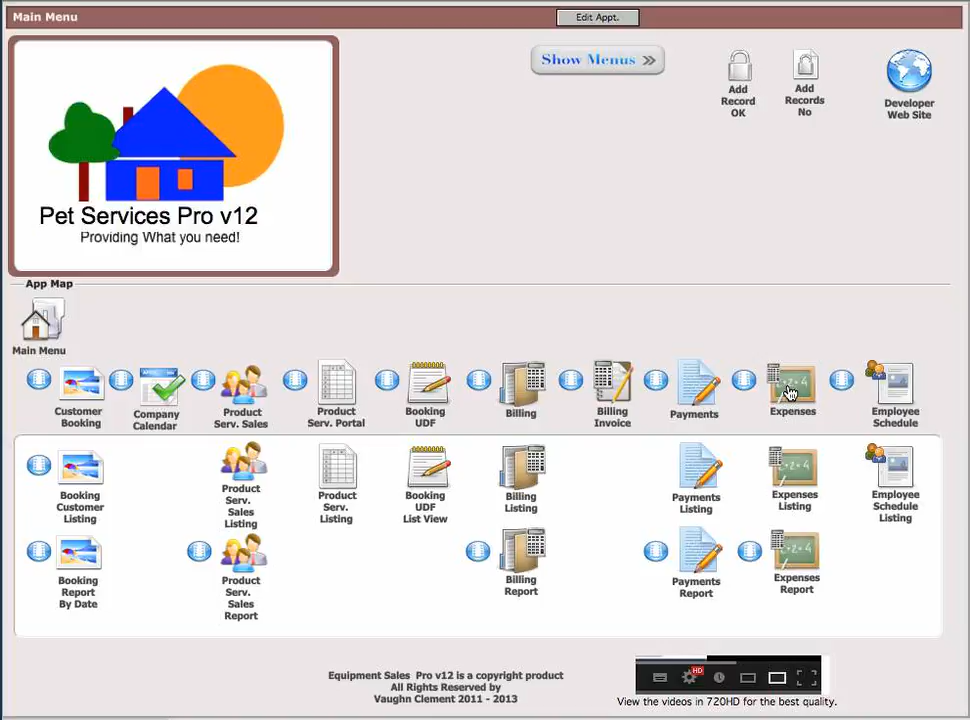 Main Menu
Edit Appt.
Show Menus »
Add
Record
OK
Add
Records
No
Developer
Web Site
Pet Services Pro v12
Providing What you need!
App Map
Main Menu
Customer
Booking
Company
Calendar
Product
Serv. Sales
Product
Serv. Portal
Booking
UDF
Billing
Billing
Invoice
Payments
Expenses
Employee
Schedule
Booking
Customer
Listing
Product
Serv.
Sales
Listing
Product
Serv.
Listing
Booking
UDF
List View
Billing
Listing
Payments
Listing
Expenses
Listing
Employee
Schedule
Listing
Booking
Report
By Date
Product
Serv.
Sales
Report
Billing
Report
Payments
Report
Expenses
Report
Equipment Sales Pro v12 is a copyright product
All Rights Reserved by
Vaughn Clement 2011 - 2013
HD
View the videos in 720HD for the best quality.